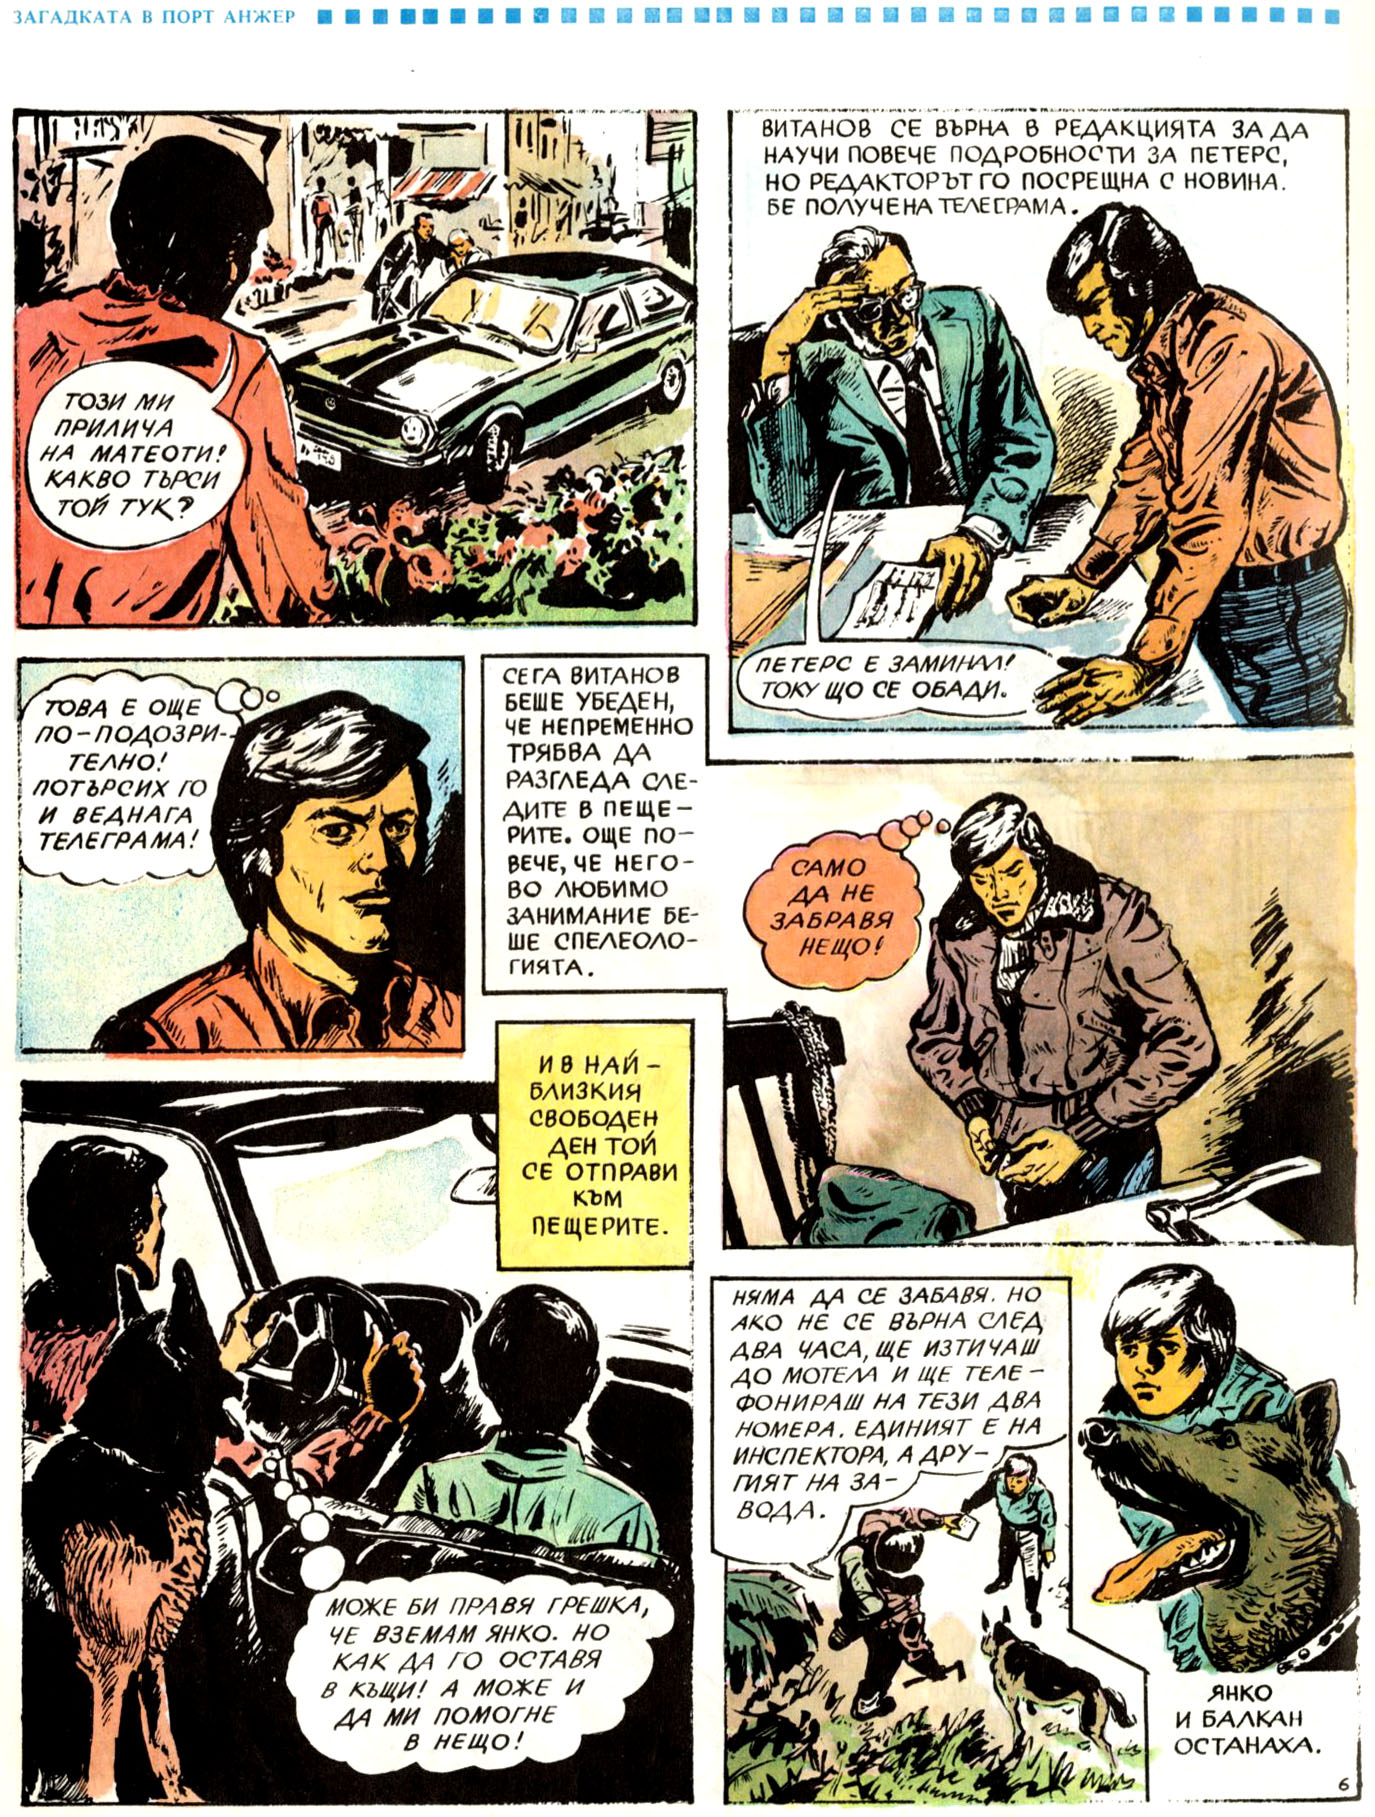 ЗАГАДКАТА В ПОРТ АНЖЕР
ТОЗИ МИ
ПРИЛИЧА
НА МАТЕОТИ!
КАКВО ТЪРСИ
ТОЙ ТУК?
ВИТАНОВ СЕ ВЪРНА В РЕДАКЦИЯТА ЗА ДА
НАУЧИ ПОВЕЧЕ ПОДРОБНОСТИ ЗА ПЕТЕРС,
НО РЕДАКТОРЪТ ГО ПОСРЕЩНА С НОВИНА.
БЕ ПОЛУЧЕНА ТЕЛЕГРАМА.
ПЕТЕРС Е ЗАМИНАЛ!
ТОКУ ЩО СЕ ОБАДИ.
ТОВА Е ОЩЕ
ПО-ПОДОЗРИ-
ТЕЛНО!
ПОТЪРСИХ ГО
И ВЕДНАГА
ТЕЛЕГРАМА!
СЕГА ВИТАНОВ
БЕШЕ УБЕДЕН,
ЧЕ НЕПРЕМЕННО
ТРЯБВА ДА
РАЗГЛЕДА СЛЕ-
ДИТЕ В ПЕЩЕ-
РИТЕ. ОЩЕ ПО-
ВЕЧЕ, ЧЕ НЕГО-
ВО ЛЮБИМО
ЗАНИМАНИЕ БЕ-
ШЕ СПЕЛЕОЛО-
ГИЯТА.
САМО
ДА НЕ
ЗАБРАВЯ
НЕЩО!
И В НАЙ-
БЛИЗКИЯ
СВОБОДЕН
ДЕН ТОЙ
СЕ ОТПРАВИ
КЪМ
ПЕЩЕРИТЕ.
МОЖЕ БИ ПРАВЯ ГРЕШКА,
ЧЕ ВЗЕМАМ ЯНКО. НО
КАК ДА ГО ОСТАВЯ
В КЪЩИ! А МОЖЕ И
ДА МИ ПОМОГНЕ
В НЕЩО!
НЯМА ДА СЕ ЗАБАВЯ. НО
АКО НЕ СЕ ВЪРНА СЛЕД
ДВА ЧАСА, ЩЕ ИЗТИЧАШ
ДО МОТЕЛА И ЩЕ ТЕЛЕ-
ФОНИРАШ НА ТЕЗИ ДВА
НОМЕРА. ЕДИНИЯТ Е НА
ИНСПЕКТОРА, А ДРУ-
ГИЯТ НА ЗА-
ВОДА.
ЯНКО
И БАЛКАН
ОСТАНАХА.
6